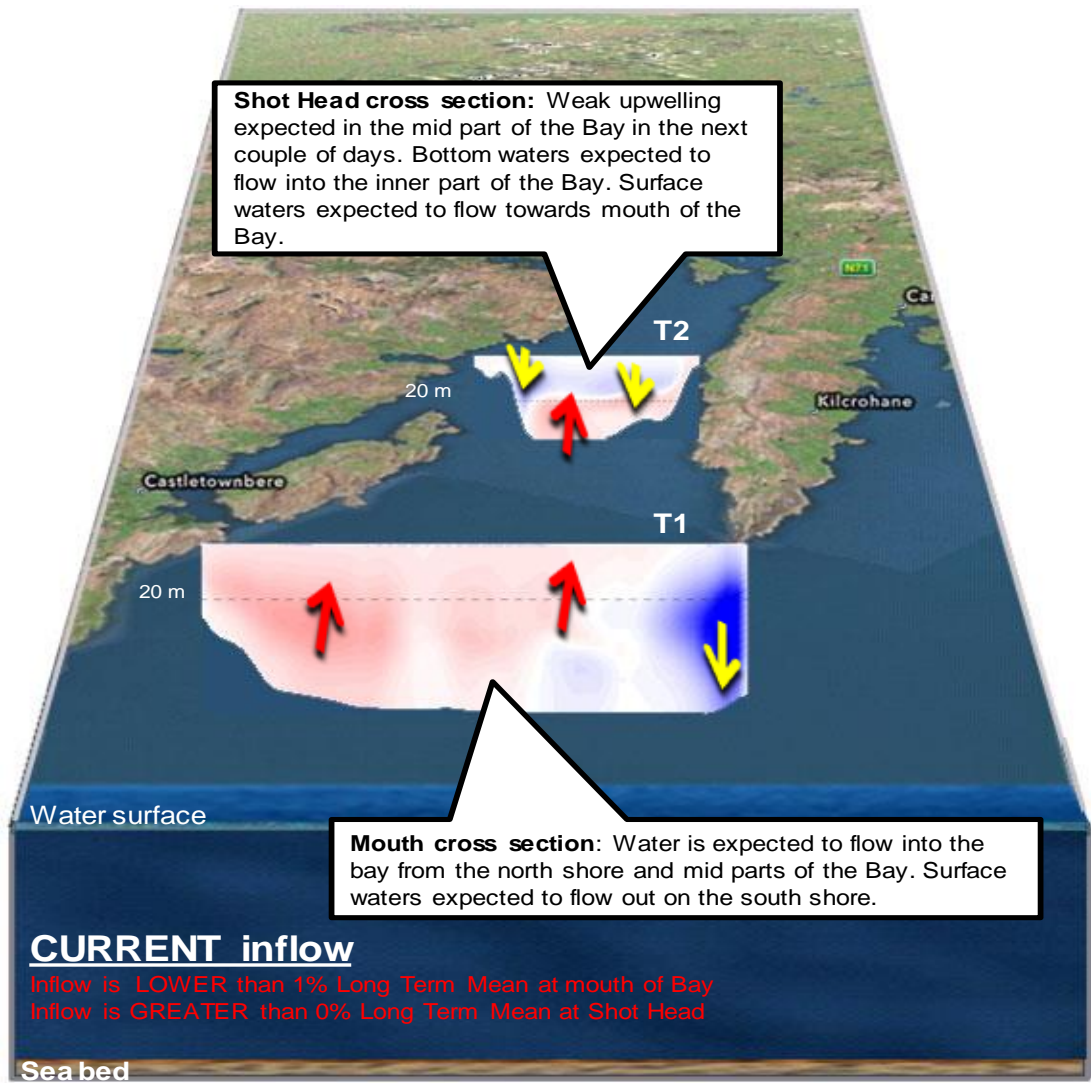 Shot Head cross section: Weak upwelling
expected in the mid part of the Bay in the next
couple of days. Bottom waters expected to
flow into the inner part of the Bay. Surface
waters expected to flow towards mouth of the
Bay.
N71
T2
20 m
Kilcrohane
Castletownbere
T1
20 m
Water surface
Mouth cross section: Water is expected to flow into the
bay from the north shore and mid parts of the Bay. Surface
waters expected to flow out on the south shore.
CURRENT inflow
Inflow is LOWER than 1% Long Term Mean at mouth of Bay
Inflow is GREATER than 0% Long Term Mean at Shot Head
Sea bed